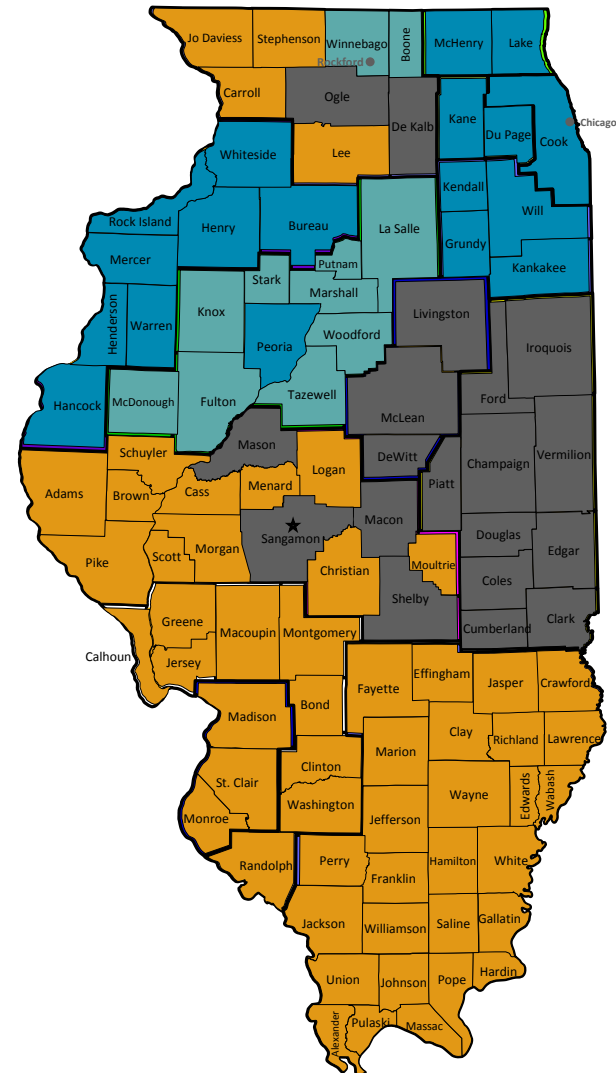 Jo Daviess
Stephenson
Winnebago
Boone
McHenry
Lake
Rockford
Carroll
Ogle
De Kalb
Kane
Du Page
Cook
Chicago
Whiteside
Lee
Kendall
Will
Rock Island
Henry
Bureau
La Salle
Grundy
Mercer
Putnam
Kankakee
Stark
Marshall
Henderson
Warren
Knox
Peoria
Woodford
Livingston
Iroquois
Hancock
McDonough
Fulton
Tazewell
McLean
Ford
Schuyler
Mason
Logan
DeWitt
Champaign
Vermilion
Adams
Brown
Cass
Menard
Piatt
Macon
Sangamon
Douglas
Edgar
Pike
Scott
Morgan
Christian
Moultrie
Coles
Shelby
Greene
Macoupin
Montgomery
Cumberland
Clark
Calhoun
Jersey
Fayette
Effingham
Jasper
Crawford
Madison
Bond
Clay
Richland
Lawrence
Marion
Clinton
St. Clair
Washington
Wayne
Edwards
Wabash
Monroe
Jefferson
Randolph
Perry
Hamilton
White
Franklin
Jackson
Williamson
Saline
Gallatin
Union
Johnson
Pope
Hardin
Alexander
Pulaski
Massac